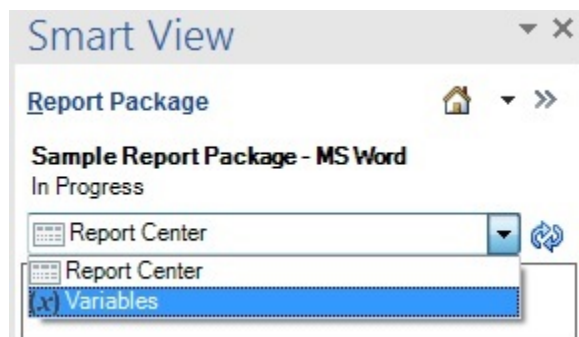 Smart View
Report Package
Sample Report Package - MS Word
In Progress
Report Center
Report Center
(x) Variables